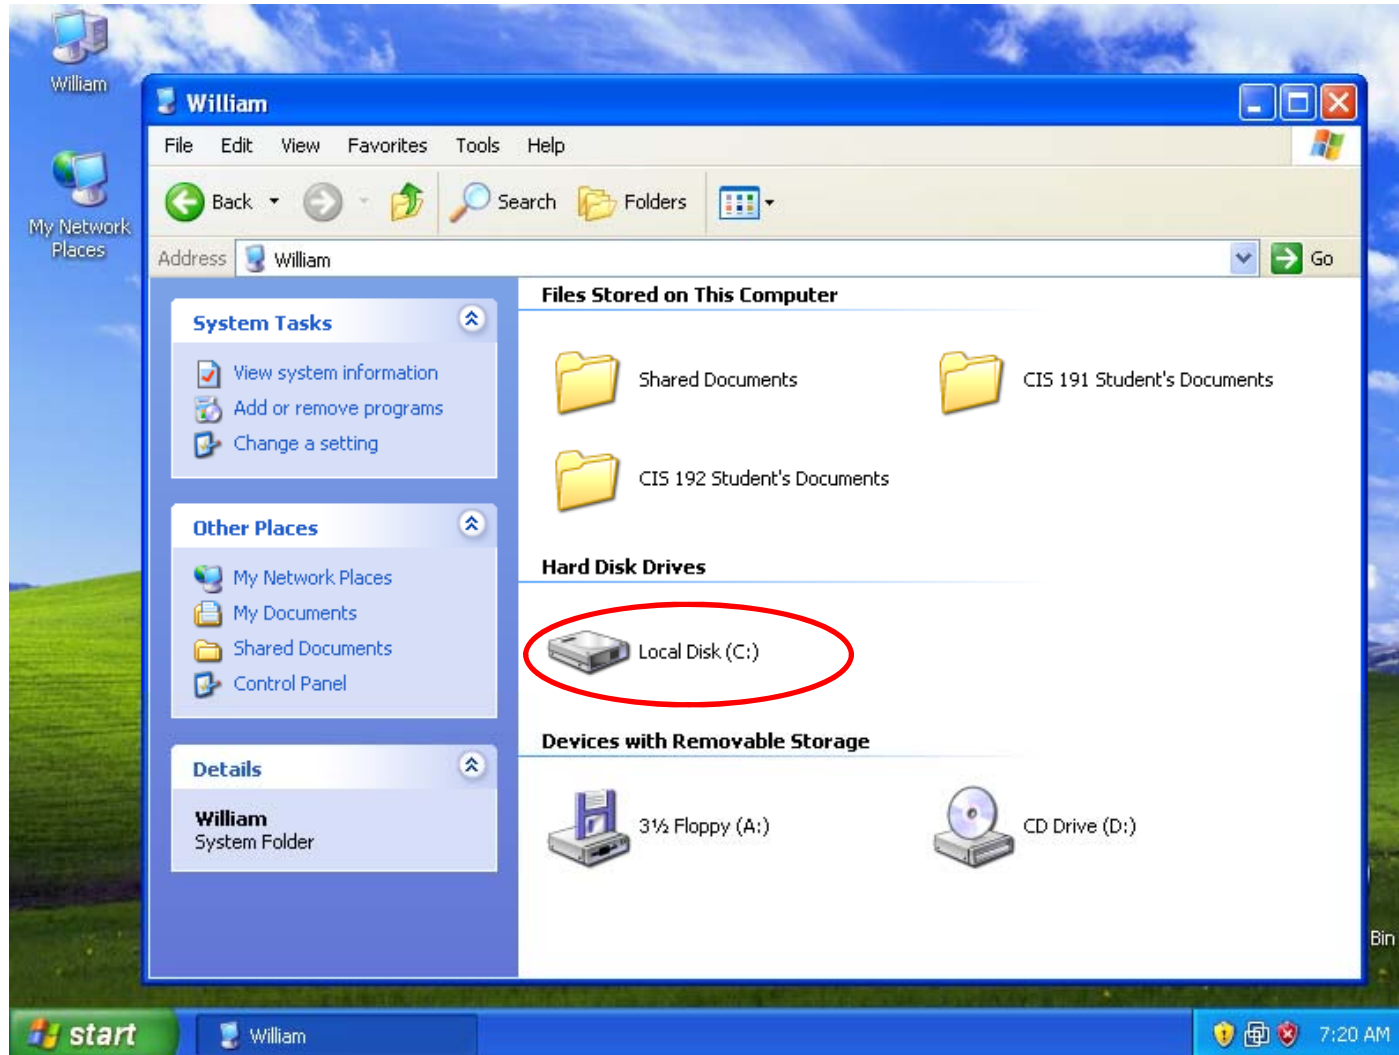 William
My Network
Places
William
File Edit View Favorites Tools Help
Back Search Folders
Address William Go
System Tasks
View system information
Add or remove programs
Change a setting
Other Places
My Network Places
My Documents
Shared Documents
Control Panel
Details
William
System Folder
Files Stored on This Computer
Shared Documents CIS 191 Student's Documents
CIS 192 Student's Documents
Hard Disk Drives
Local Disk (C:)
Devices with Removable Storage
3½ Floppy (A:) CD Drive (D:)
Bin
start William 7:20 AM